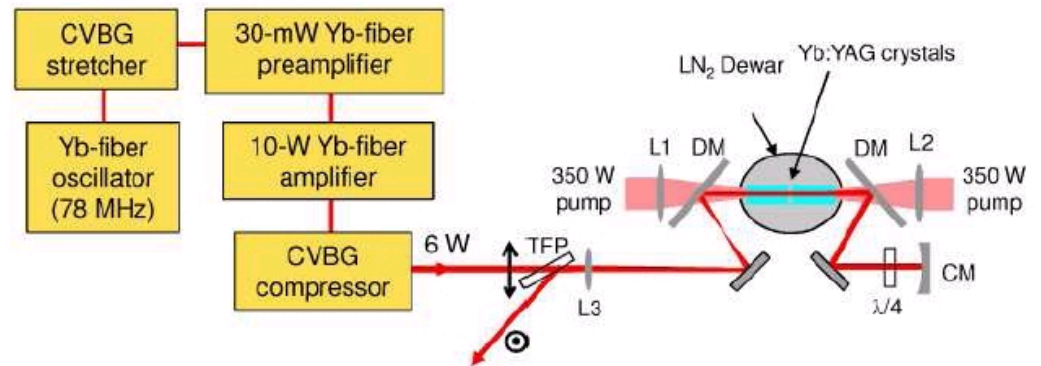 CVBG
stretcher
30-mW Yb-fiber
preamplifier
Yb-fiber
oscillator
(78 MHz)
10-W Yb-fiber
amplifier
CVBG
compressor
6 W
TFP
L3
LN2 Dewar
Yb:YAG crystals
L1
DM
DM
L2
350 W
pump
350 W
pump
CM
λ/4